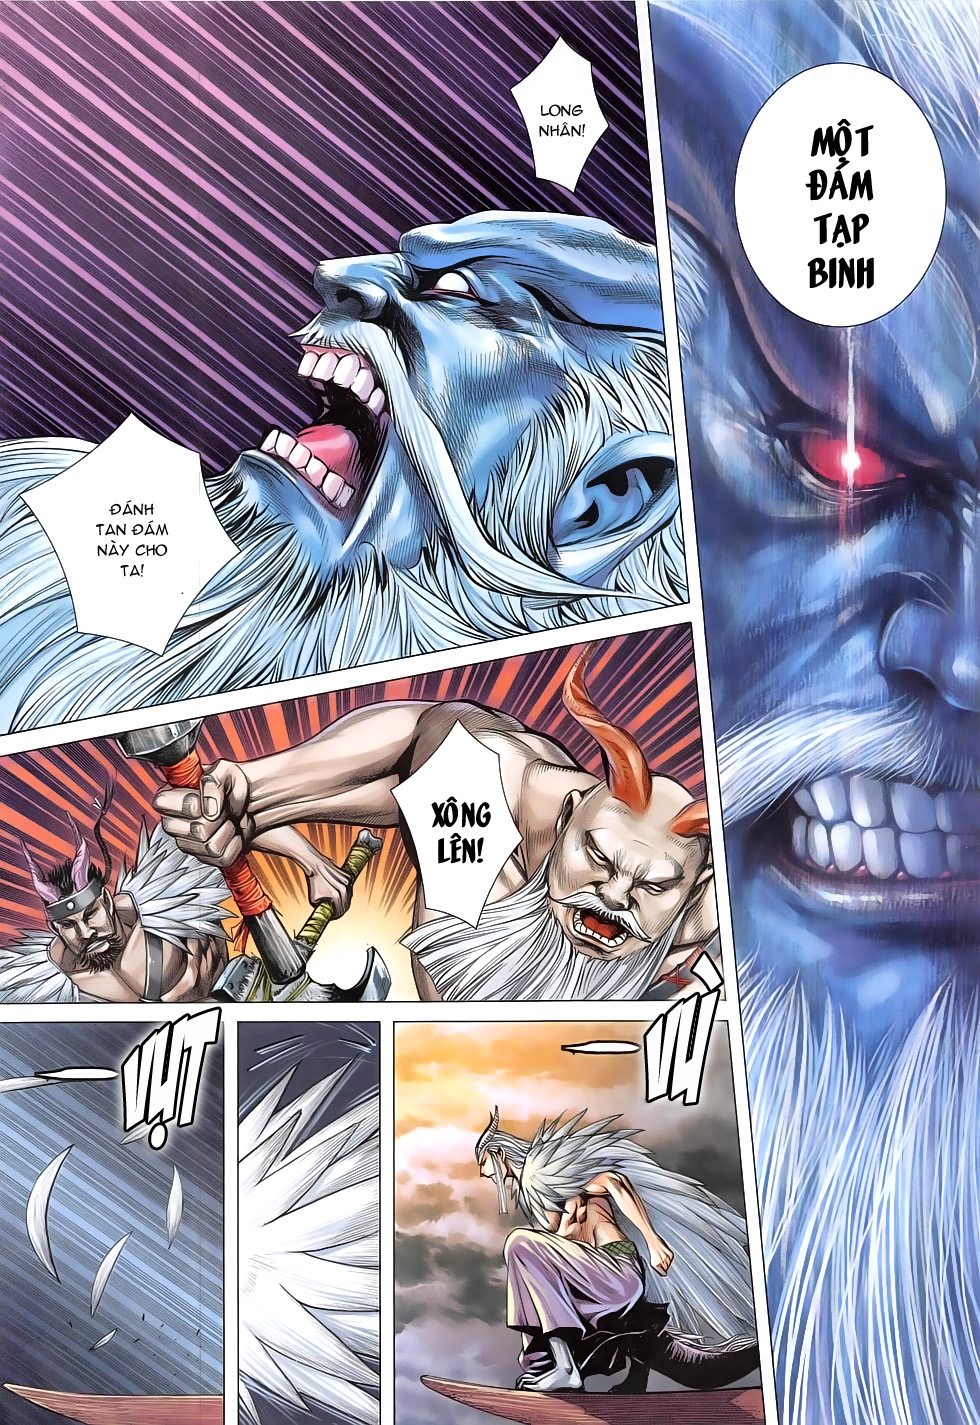 MỘT
ĐÁM
TẠP
BINH
LONG
NHÂN!
ĐÁNH
TAN ĐÁM
NÀY CHO
TA!
XÔNG
LÊN!
VÙ
VỤT